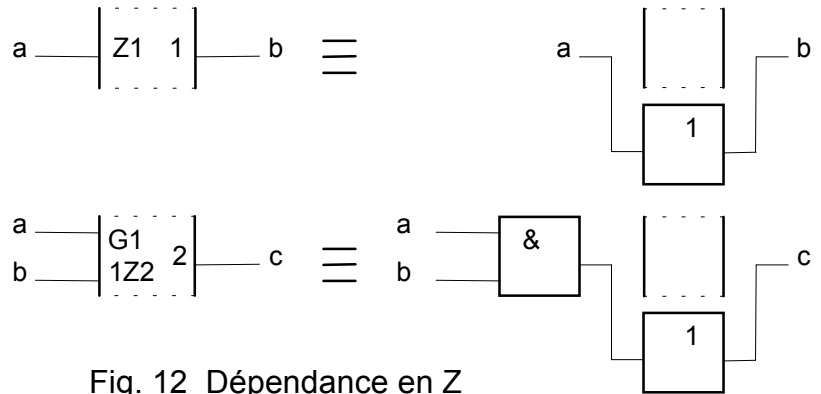 a Z1 1 b ≡ a b
1
a G1 2 c ≡ a & c
b 1Z2 b
1
Fig. 12 Dépendance en Z